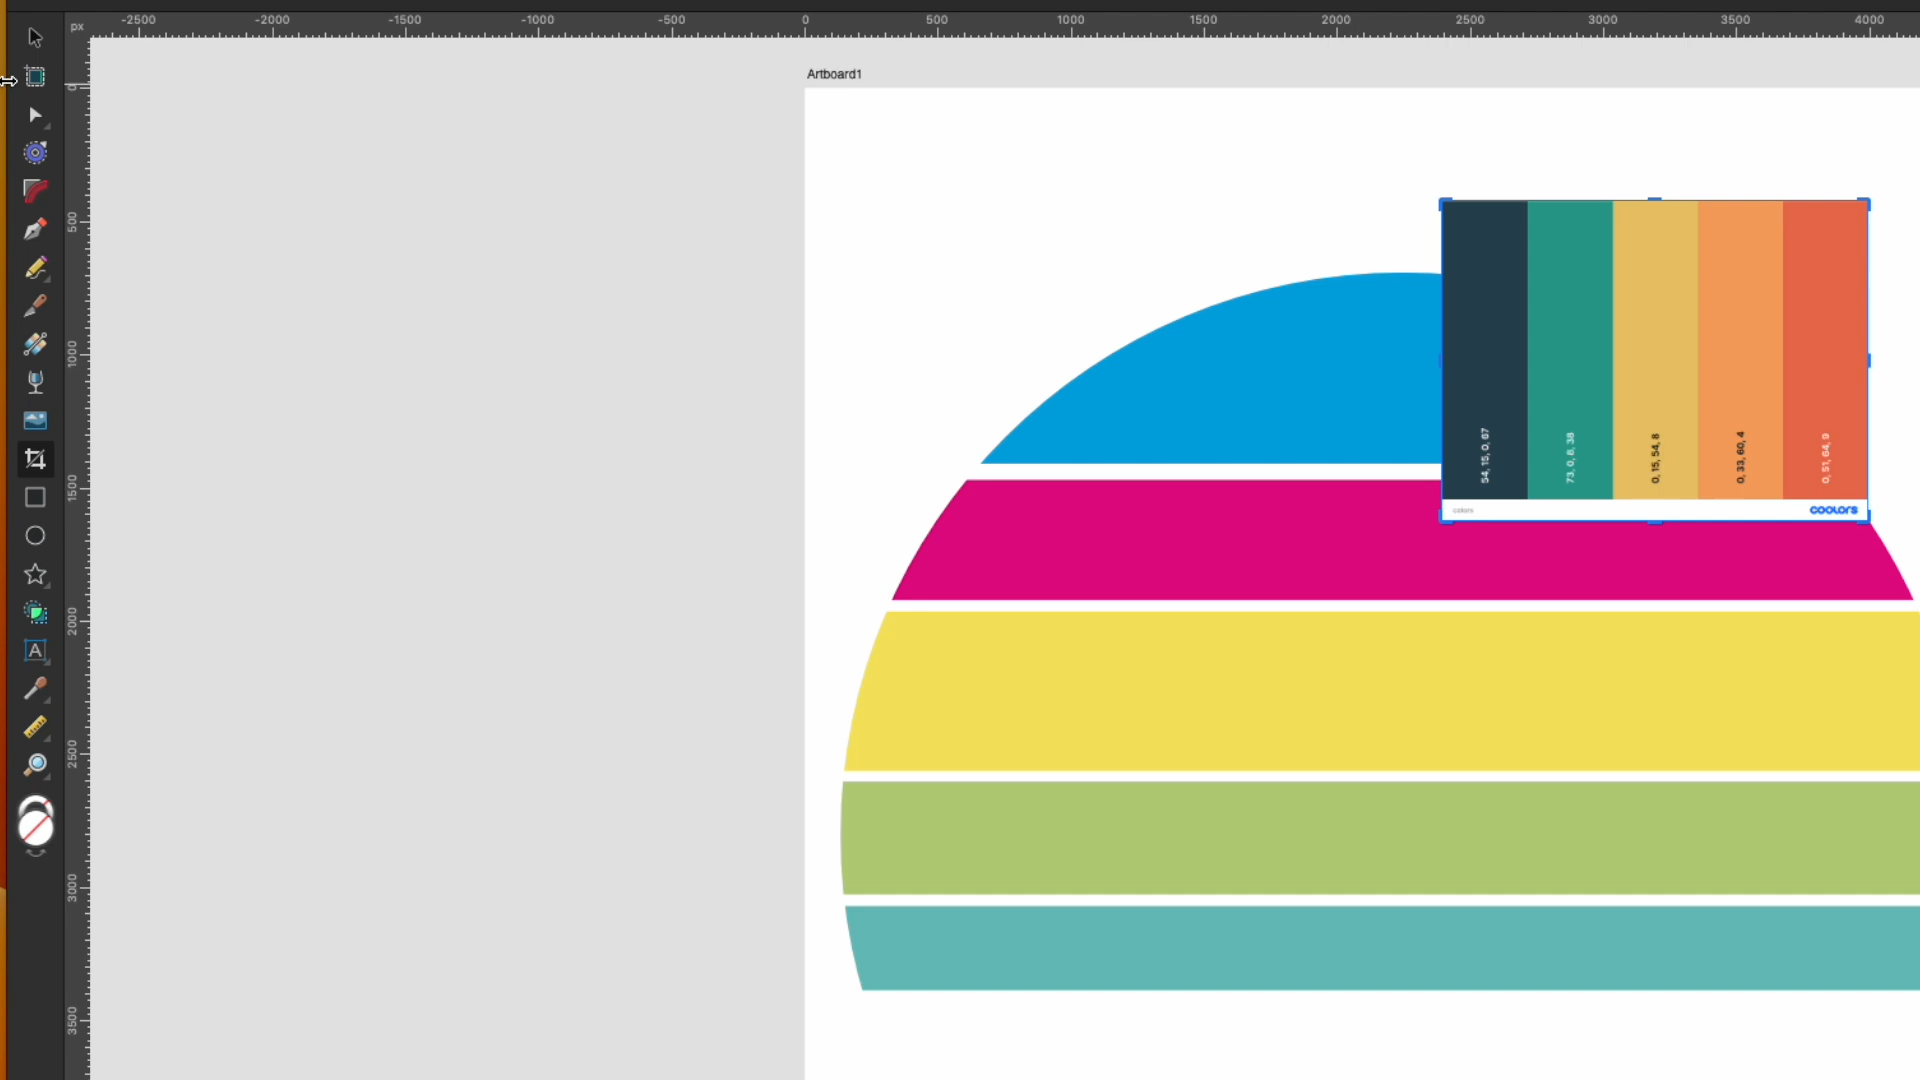 -2500 -2000 -1500 -1000 -500 0 500 1000 1500 2000 2500 3000 3500 4000
px
Artboard1
0
500
1000
1500
2000
2500
3000
3500
54, 15, 0, 67
73, 0, 8, 38
0, 15, 54, 8
0, 33, 60, 4
0, 51, 64, 9
colors
coolors
A